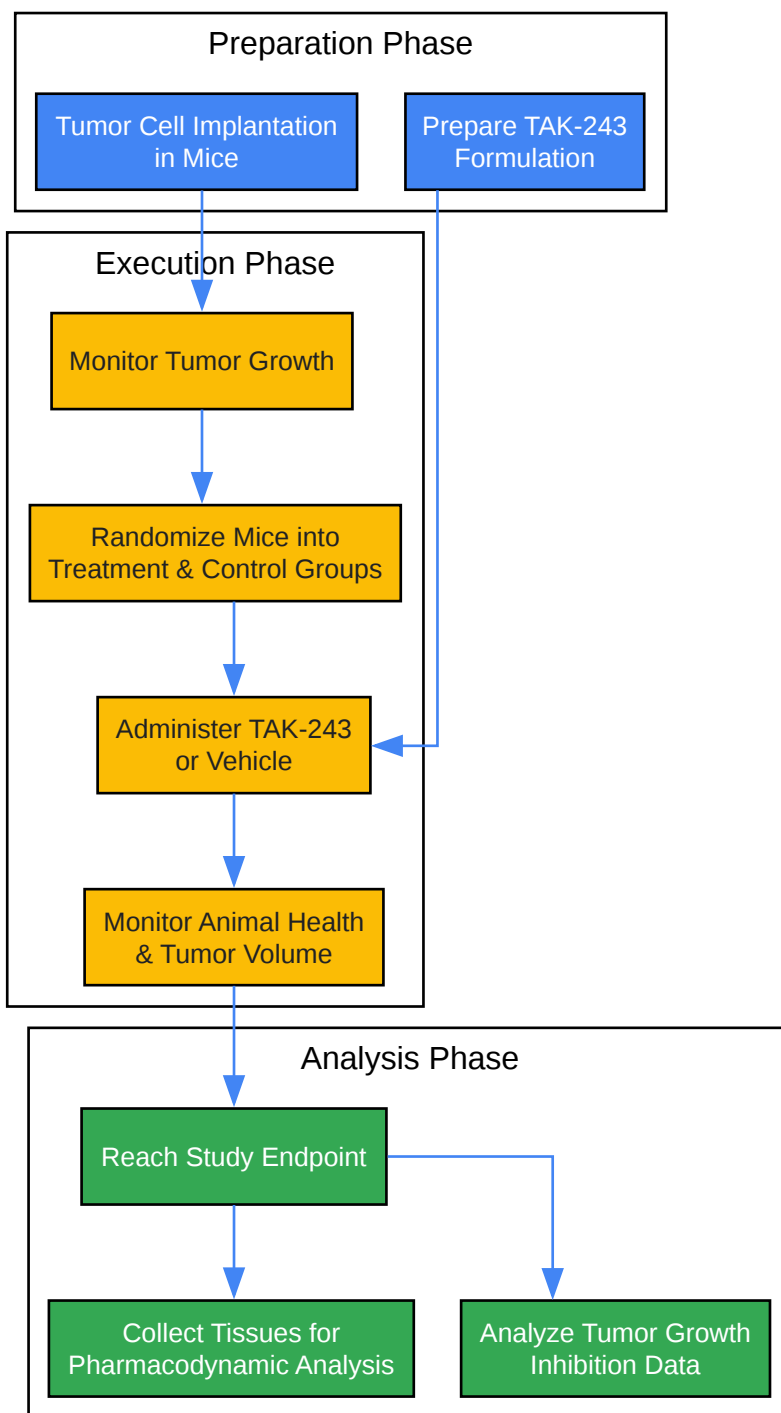 Preparation Phase
Tumor Cell Implantation
in Mice
Prepare TAK-243
Formulation
Execution Phase
Monitor Tumor Growth
Randomize Mice into
Treatment & Control Groups
Administer TAK-243
or Vehicle
Monitor Animal Health
& Tumor Volume
Analysis Phase
Reach Study Endpoint
Collect Tissues for
Pharmacodynamic Analysis
Analyze Tumor Growth
Inhibition Data